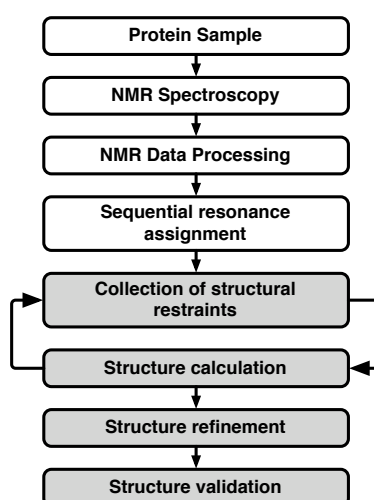 Protein Sample
NMR Spectroscopy
NMR Data Processing
Sequential resonance
assignment
Collection of structural
restraints
Structure calculation
Structure refinement
Structure validation